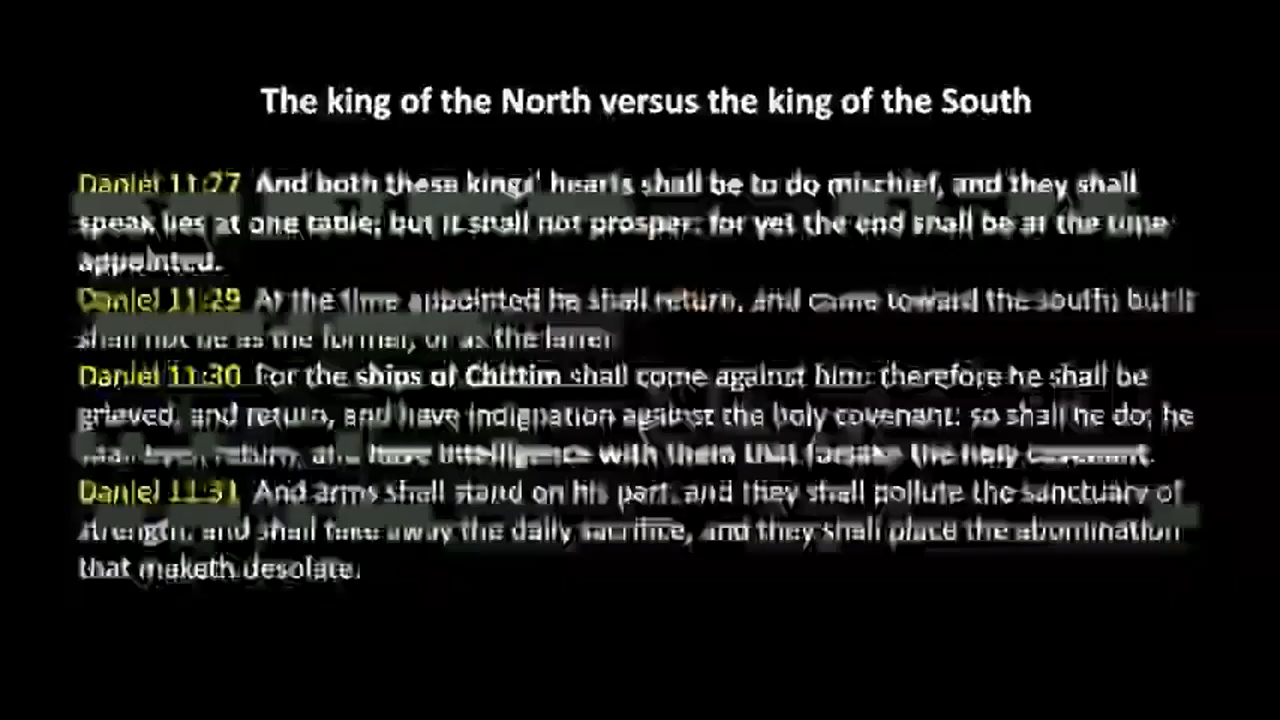 The king of the North versus the king of the South
Daniel 11:27 And both these kings' hearts shall be to do mischief, and they shall
speak lies at one table; but it shall not prosper: for yet the end shall be at the time
appointed.
Daniel 11:29 At the time appointed he shall return, and come toward the south; but it
shall not be as the former, or as the latter.
Daniel 11:30 For the ships of Chittim shall come against him: therefore he shall be
grieved, and return, and have indignation against the holy covenant: so shall he do; he
shall even return, and have intelligence with them that forsake the holy covenant.
Daniel 11:31 And arms shall stand on his part, and they shall pollute the sanctuary of
strength, and shall take away the daily sacrifice, and they shall place the abomination
that maketh desolate.